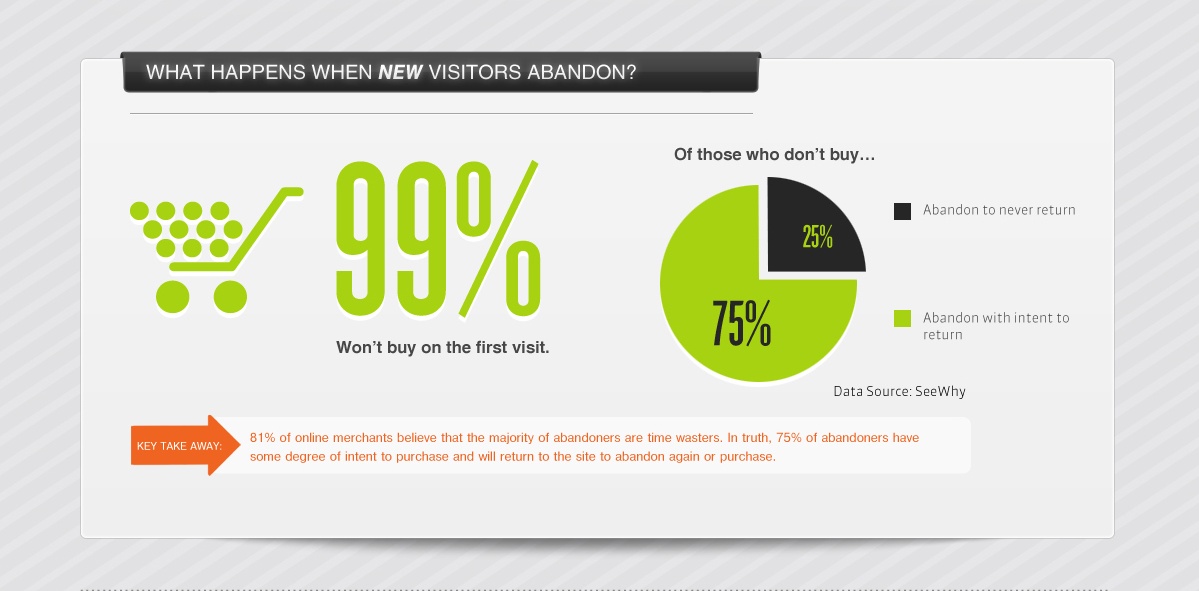 WHAT HAPPENS WHEN NEW VISITORS ABANDON?
99%
Won't buy on the first visit.
Of those who don't buy...
25%
75%
Abandon to never return
Abandon with intent to
return
Data Source: SeeWhy
KEY TAKE AWAY:
81% of online merchants believe that the majority of abandoners are time wasters. In truth, 75% of abandoners have
some degree of intent to purchase and will return to the site to abandon again or purchase.